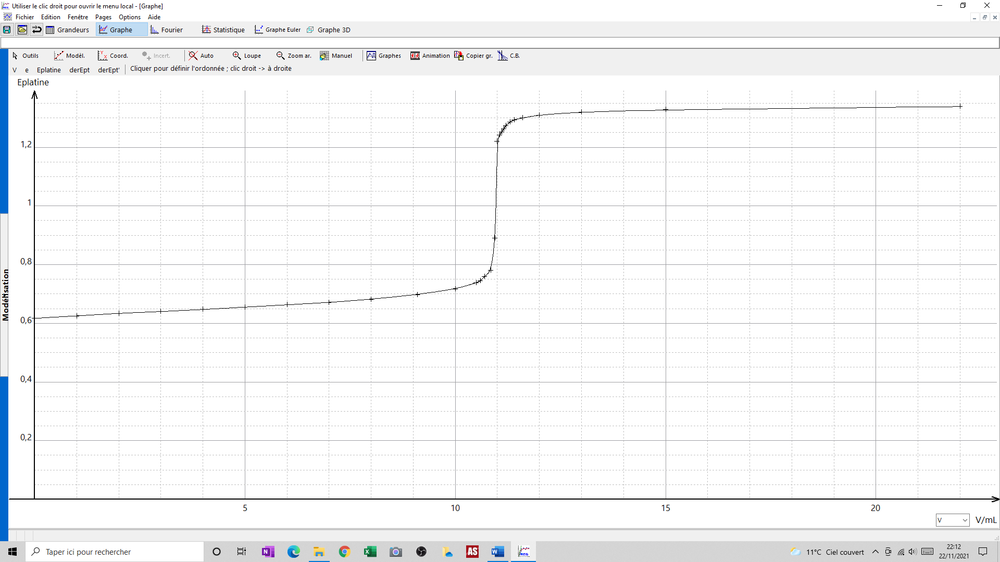 Utiliser le clic droit pour ouvrir le menu local - [Graphe]
Fichier Edition Fenêtre Pages Options Aide
Grandeurs Graphe Fourier Statistique Graphe Euler Graphe 3D
Outils Modèl. Coord. Incert. Auto Loupe Zoom ar. Manuel Graphes Animation Copier gr. C.B.
V e Eplatine derEpt derEpt' Cliquer pour définir l'ordonnée ; clic droit -> à droite
Eplatine
1,2
1
0,8
0,6
0,4
0,2
Modélisation
5 10 15 20
V V/mL
Taper ici pour rechercher
N
X
AS
W
REG
11°C Ciel couvert
22:12
22/11/2021